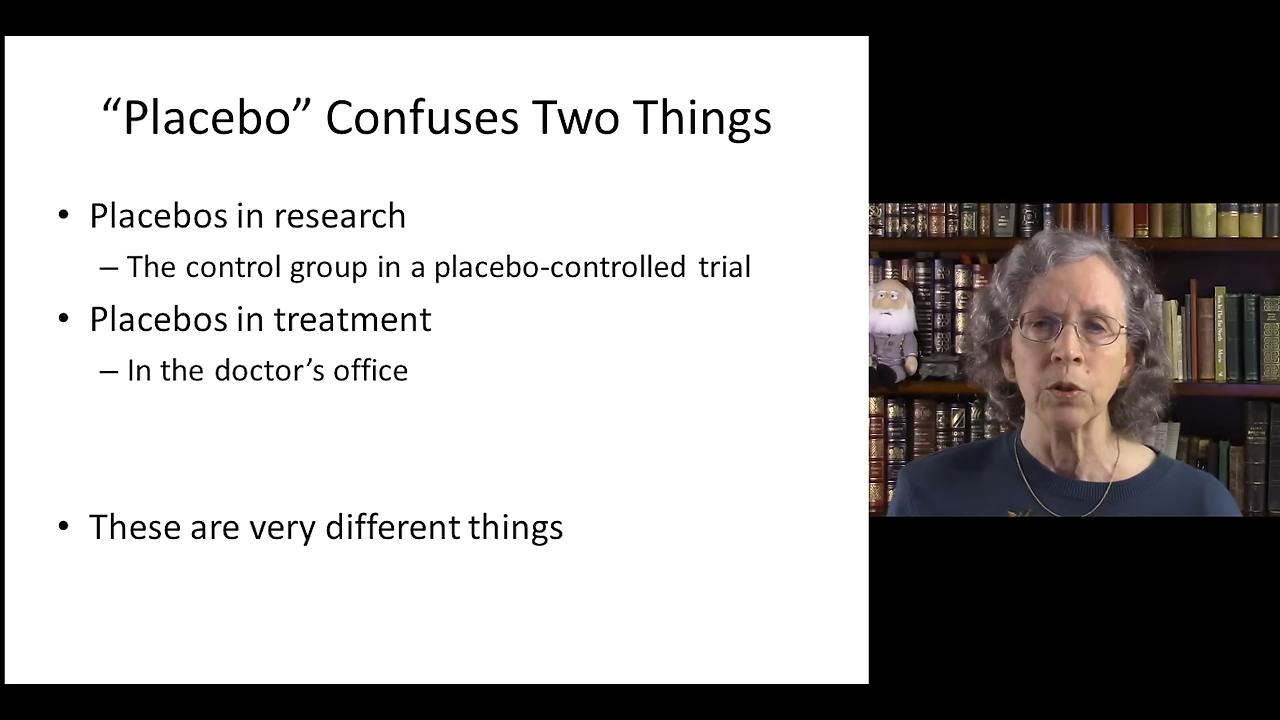 “Placebo” Confuses Two Things
• Placebos in research
– The control group in a placebo-controlled trial
• Placebos in treatment
– In the doctor’s office
• These are very different things